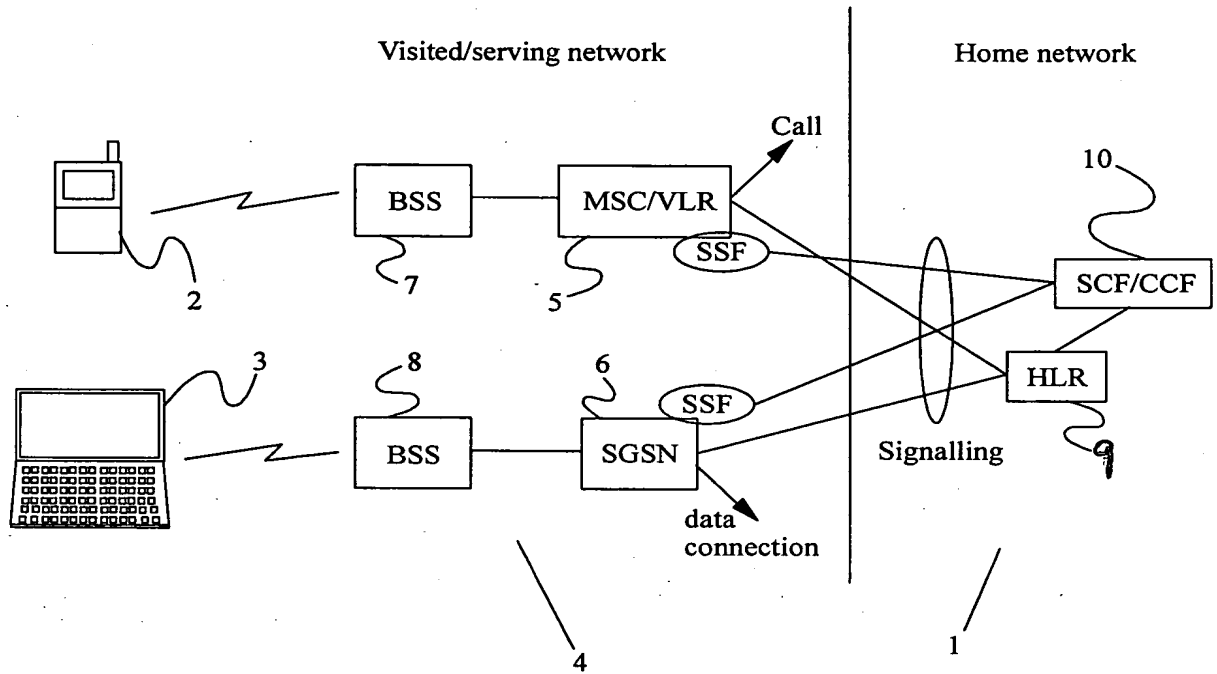 Visited/serving network
Home network
Call
10
BSS
MSC/VLR
SSF
SCF/CCF
2
7
5
3
8
6
HLR
SSF
BSS
SGSN
Signalling
9
data
connection
4
1